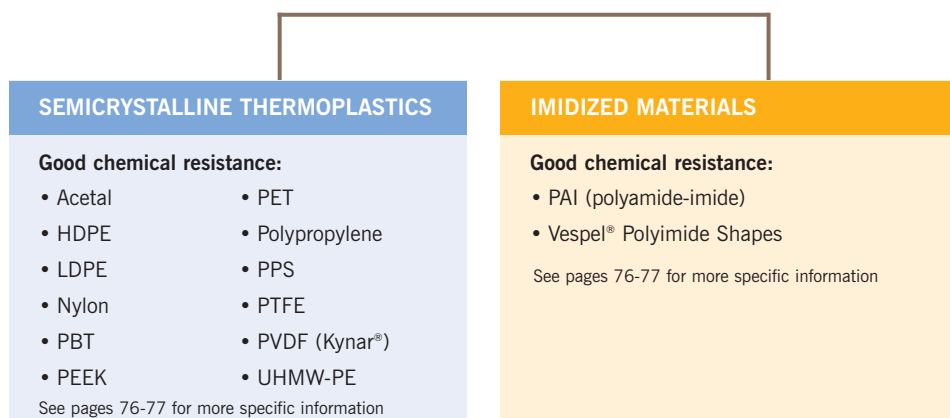 SEMICRYSTALLINE THERMOPLASTICS
Good chemical resistance:
• Acetal
• HDPE
• LDPE
• Nylon
• PBT
• PEEK
• PET
• Polypropylene
• PPS
• PTFE
• PVDF (Kynar®)
• UHMW-PE
See pages 76-77 for more specific information
IMIDIZED MATERIALS
Good chemical resistance:
• PAI (polyamide-imide)
• Vespel® Polyimide Shapes
See pages 76-77 for more specific information